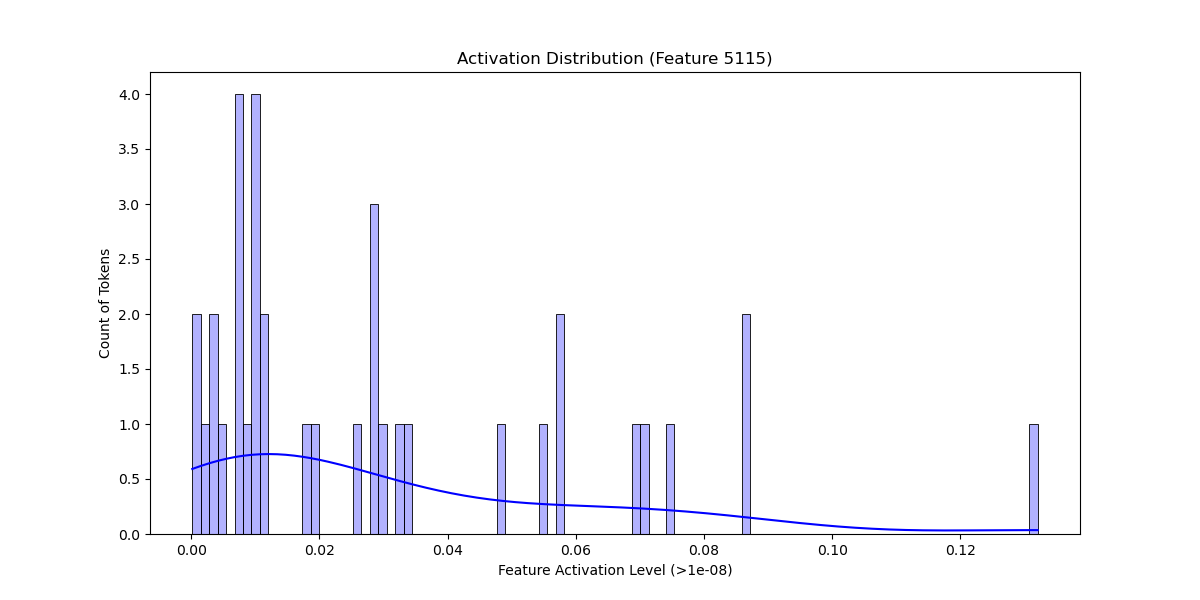 Activation Distribution (Feature 5115)
4.0
3.5
3.0
2.5
2.0
1.5
1.0
0.5
0.0
Count of Tokens
0.00 0.02 0.04 0.06 0.08 0.10 0.12
Feature Activation Level (>1e-08)